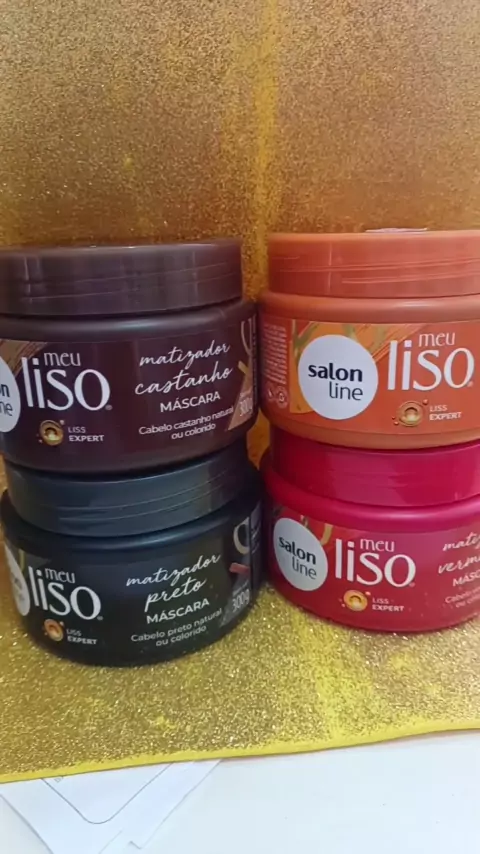 on
ne
meu
liso
LISS
EXPERT
matizador
castanho
MÁSCARA
Cabelo castanho natural
ou colorido
300g
salon
line
meu
liso
LISS
EXPERT
meu
liso
LISS
EXPERT
matizador
preto
MÁSCARA
Cabelo preto natural
ou colorido
300g
salon
line
meu
liso
LISS
EXPERT